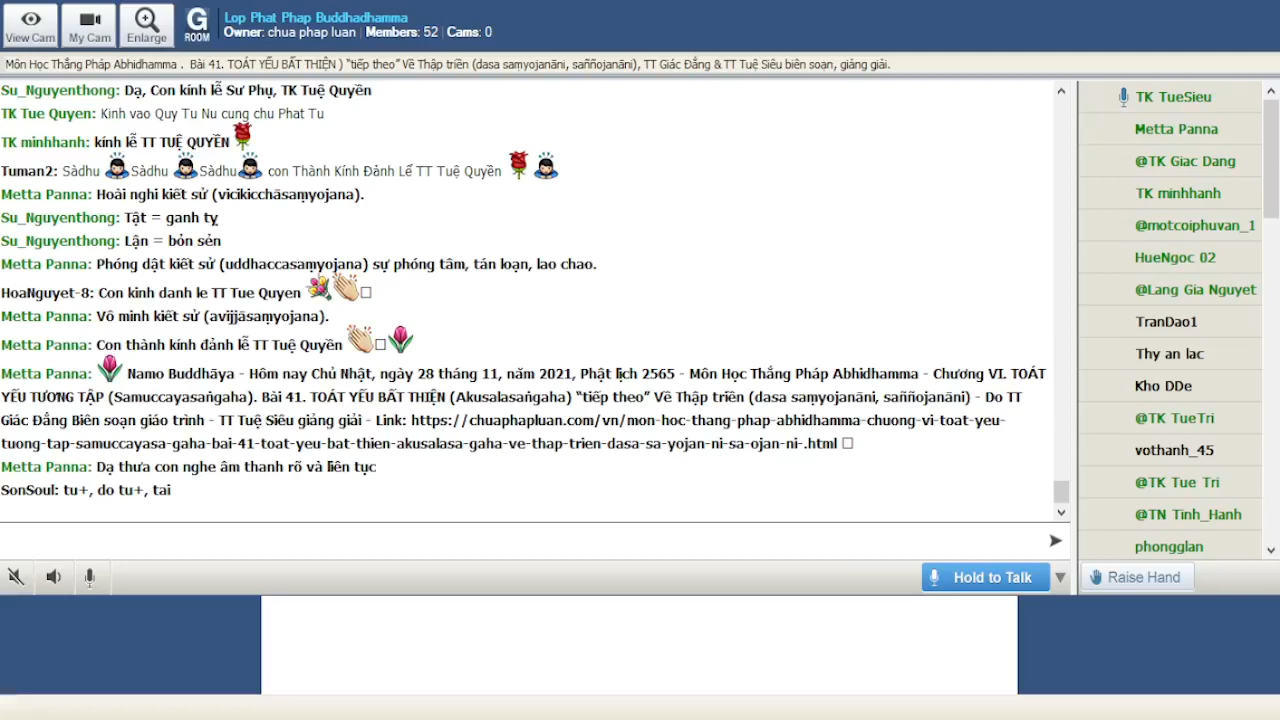 View Cam
My Cam
Enlarge
G
ROOM
Lop Phat Phap Buddhadhamma
Owner: chua phap luan | Members: 52 | Cams: 0
Môn Học Thắng Pháp Abhidhamma . Bài 41. TOÁT YẾU BẤT THIỆN ) “tiếp theo” Về Thập triền (dasa saṃyojanāni, saññojanāni), TT Giác Đẳng & TT Tuệ Siêu biên soạn, giảng giải.
Su_Nguyenthong: Dạ, Con kính lễ Sư Phụ, TK Tuệ Quyền
TK Tue Quyen: Kinh vao Quy Tu Nu cung chu Phat Tu
TK minhhanh: kính lễ TT TUỆ QUYỀN
Tuman2: Sàdhu Sàdhu Sàdhu con Thành Kính Đảnh Lể TT Tuệ Quyền
Metta Panna: Hoài nghi kiết sử (vicikicchāsaṃyojana).
Su_Nguyenthong: Tật = ganh tỵ
Su_Nguyenthong: Lận = bỏn sẻn
Metta Panna: Phóng dật kiết sử (uddhaccasaṃyojana) sự phóng tâm, tán loạn, lao chao.
HoaNguyet-8: Con kinh danh le TT Tue Quyen
Metta Panna: Vô minh kiết sử (avijjāsaṃyojana).
Metta Panna: Con thành kính đảnh lễ TT Tuệ Quyền
Metta Panna: Namo Buddhāya - Hôm nay Chủ Nhật, ngày 28 tháng 11, năm 2021, Phật lịch 2565 - Môn Học Thắng Pháp Abhidhamma - Chương VI. TOÁT
YẾU TƯƠNG TẬP (Samuccayasaṅgaha). Bài 41. TOÁT YẾU BẤT THIỆN (Akusalasaṅgaha) “tiếp theo” Về Thập triền (dasa saṃyojanāni, saññojanāni) - Do TT
Giác Đẳng Biên soạn giáo trình - TT Tuệ Siêu giảng giải - Link: https://chuaphapluan.com/vn/mon-hoc-thang-phap-abhidhamma-chuong-vi-toat-yeu-
tuong-tap-samuccayasa-gaha-bai-41-toat-yeu-bat-thien-akusalasa-gaha-ve-thap-trien-dasa-sa-yojan-ni-sa-ojan-ni-.html
Metta Panna: Dạ thưa con nghe âm thanh rõ và liên tục
SonSoul: tu+, do tu+, tai
TK TueSieu
Metta Panna
@TK Giac Dang
TK minhhanh
@motcoiphuvan_1
HueNgoc 02
@Lang Gia Nguyet
TranDao1
Thy an lac
Kho DDe
@TK TueTri
vothanh_45
@TK Tue Tri
@TN Tinh_Hanh
phongglan
Hold to Talk
Raise Hand